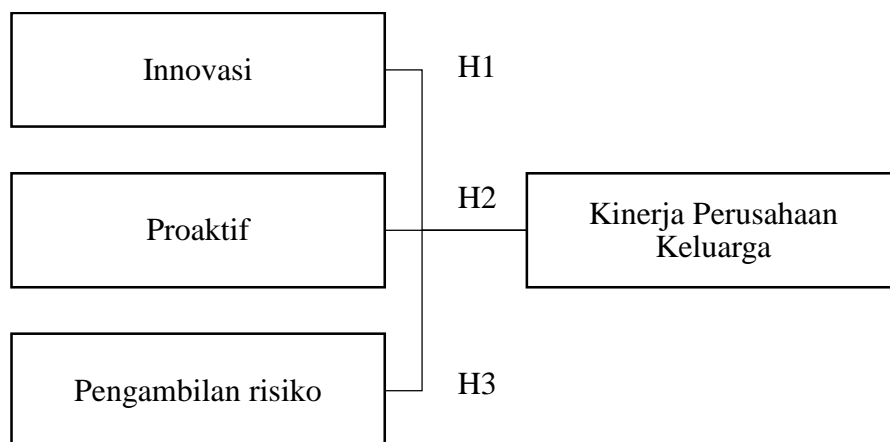 Innovasi
H1
Proaktif
H2
Kinerja Perusahaan
Keluarga
Pengambilan risiko
H3